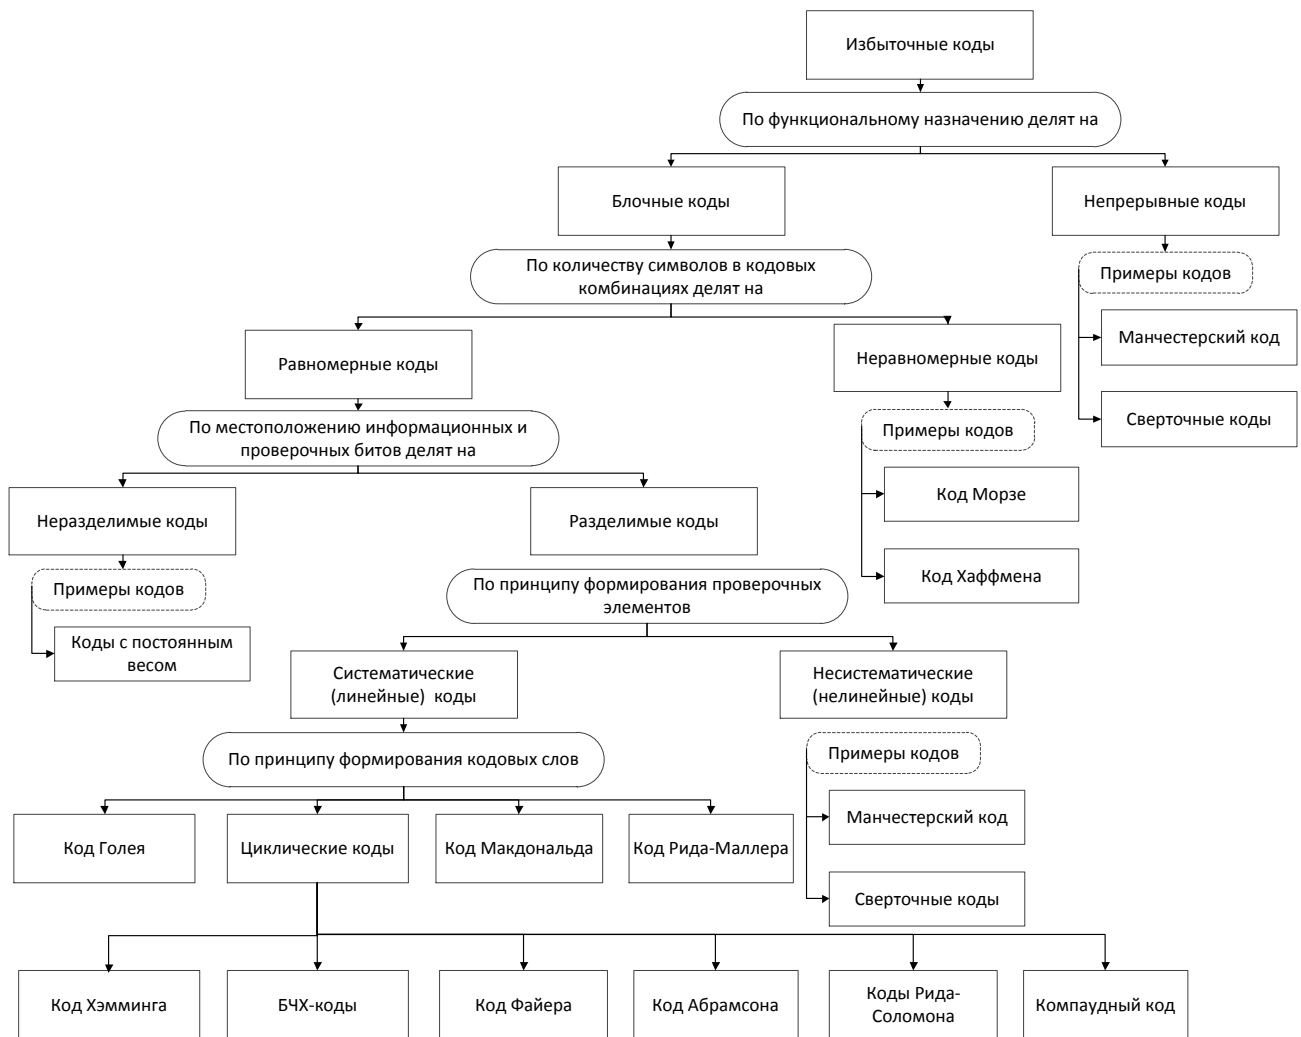 Избыточные коды
По функциональному назначению делят на
Блочные коды
Непрерывные коды
По количеству символов в кодовых
комбинациях делят на
Примеры кодов
Манчестерский код
Сверточные коды
Равномерные коды
Неравномерные коды
По местоположению информационных и
проверочных битов делят на
Примеры кодов
Код Морзе
Код Хаффмена
Неразделимые коды
Разделимые коды
Примеры кодов
Коды с постоянным
весом
По принципу формирования проверочных
элементов
Систематические
(линейные) коды
Несистематические
(нелинейные) коды
По принципу формирования кодовых слов
Примеры кодов
Манчестерский код
Сверточные коды
Код Голея
Циклические коды
Код Макдональда
Код Рида-Маллера
Код Хэмминга
БЧХ-коды
Код Файера
Код Абрамсона
Коды Рида-
Соломона
Компаудный код